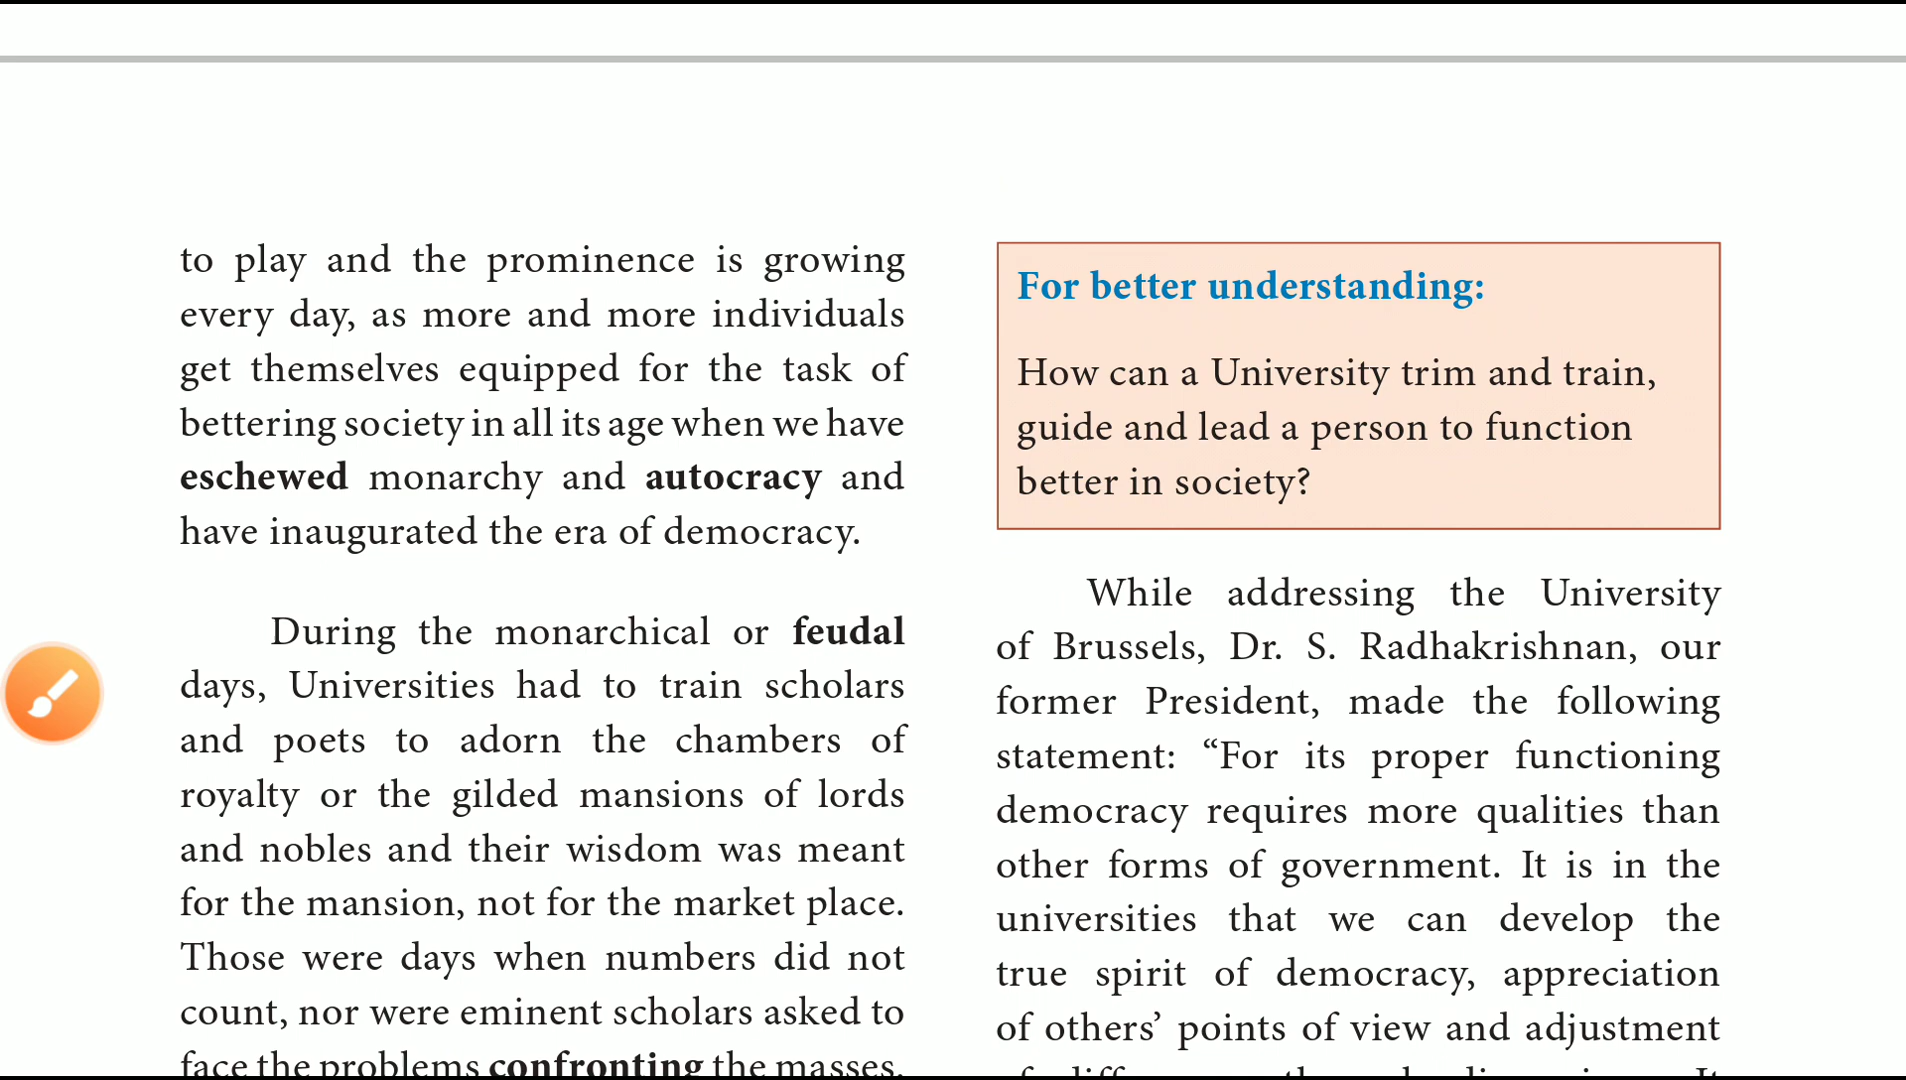 to play and the prominence is growing
every day, as more and more individuals
get themselves equipped for the task of
bettering society in all its age when we have
eschewed monarchy and autocracy and
have inaugurated the era of democracy.
During the monarchical or feudal
days, Universities had to train scholars
and poets to adorn the chambers of
royalty or the gilded mansions of lords
and nobles and their wisdom was meant
for the mansion, not for the market place.
Those were days when numbers did not
count, nor were eminent scholars asked to
face the problems confronting the masses.
For better understanding:
How can a University trim and train,
guide and lead a person to function
better in society?
While addressing the University
of Brussels, Dr. S. Radhakrishnan, our
former President, made the following
statement: “For its proper functioning
democracy requires more qualities than
other forms of government. It is in the
universities that we can develop the
true spirit of democracy, appreciation
of others’ points of view and adjustment